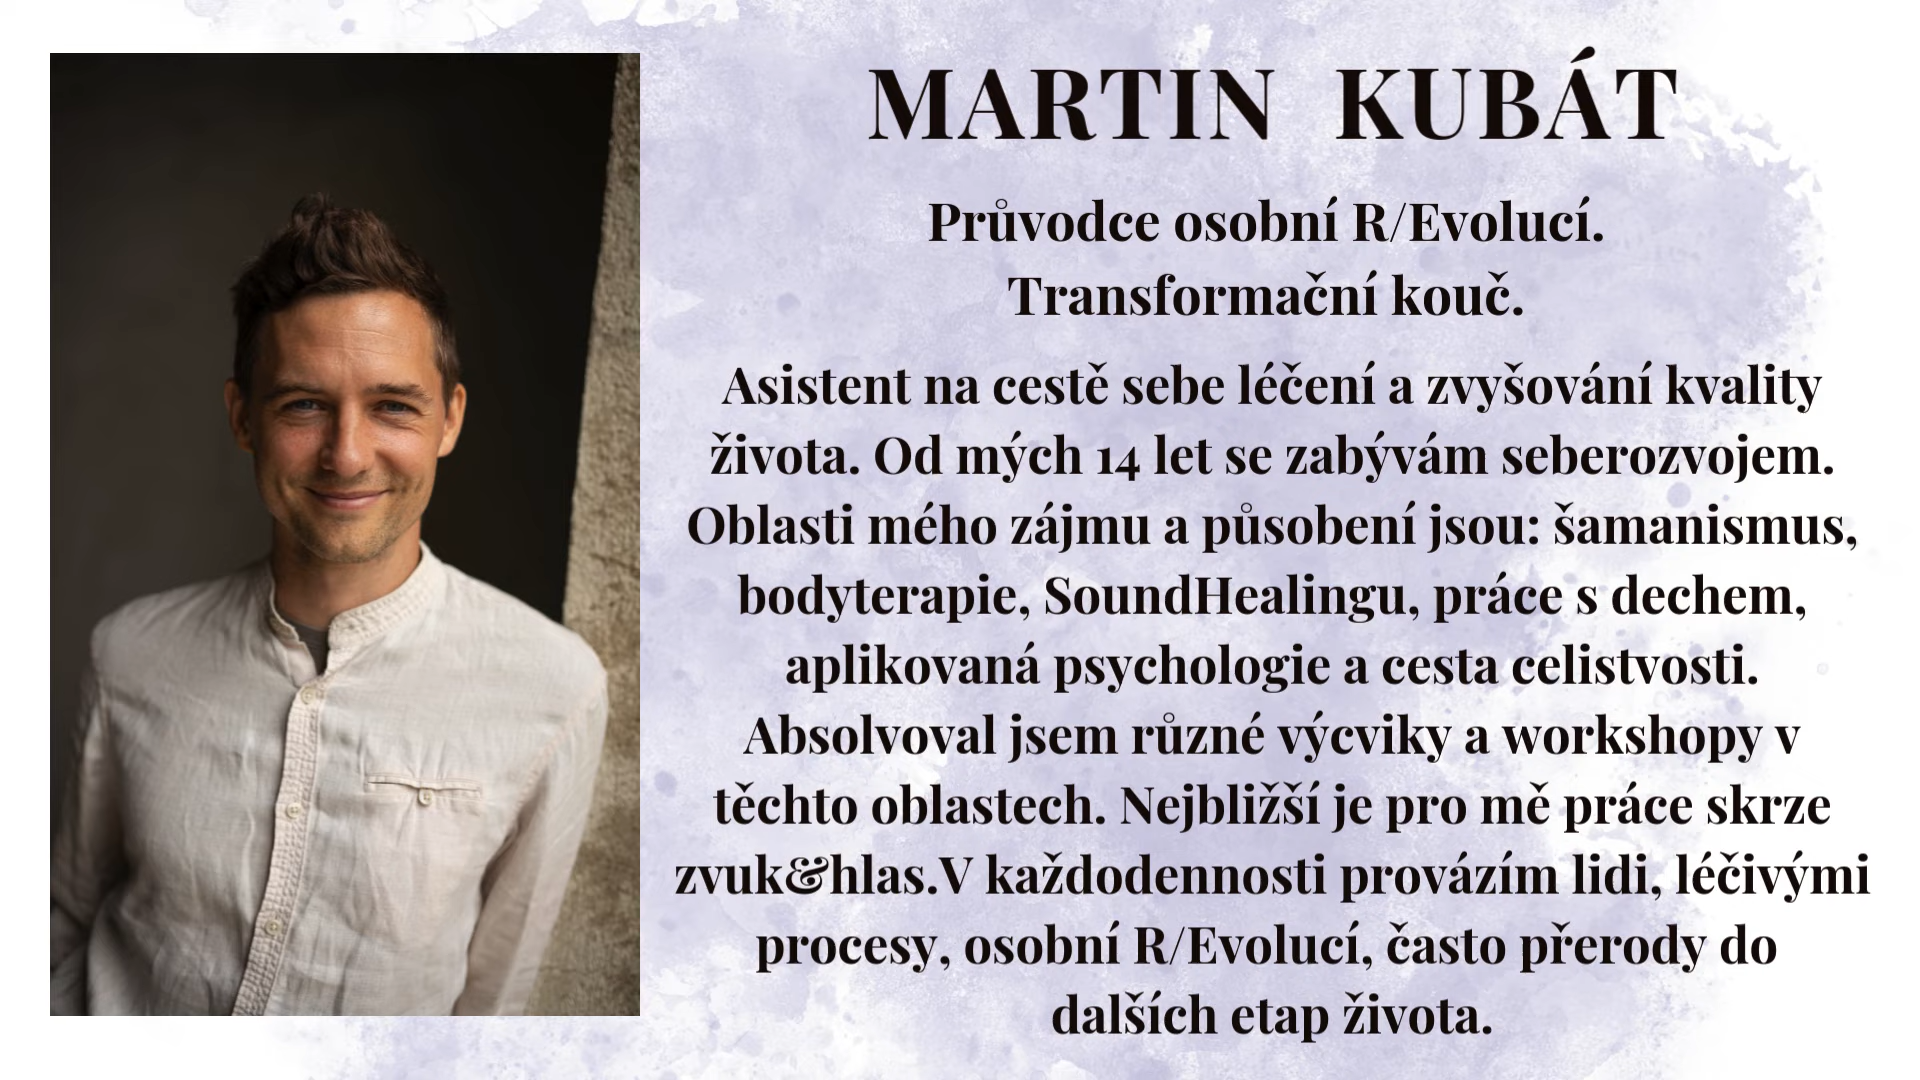 MARTIN KUBÁT
Průvodce osobní R/Evolucí.
Transformační kouč.
Asistent na cestě sebe léčení a zvyšování kvality
života. Od mých 14 let se zabývám seberozvojem.
Oblasti mého zájmu a působení jsou: šamanismus,
bodyterapie, SoundHealingu, práce s dechem,
aplikovaná psychologie a cesta celistvosti.
Absolvoval jsem různé výcviky a workshopy v
těchto oblastech. Nejbližší je pro mě práce skrze
zvuk&hlas.V každodennosti provázím lidi, léčivými
procesy, osobní R/Evolucí, často přerody do
dalších etap života.